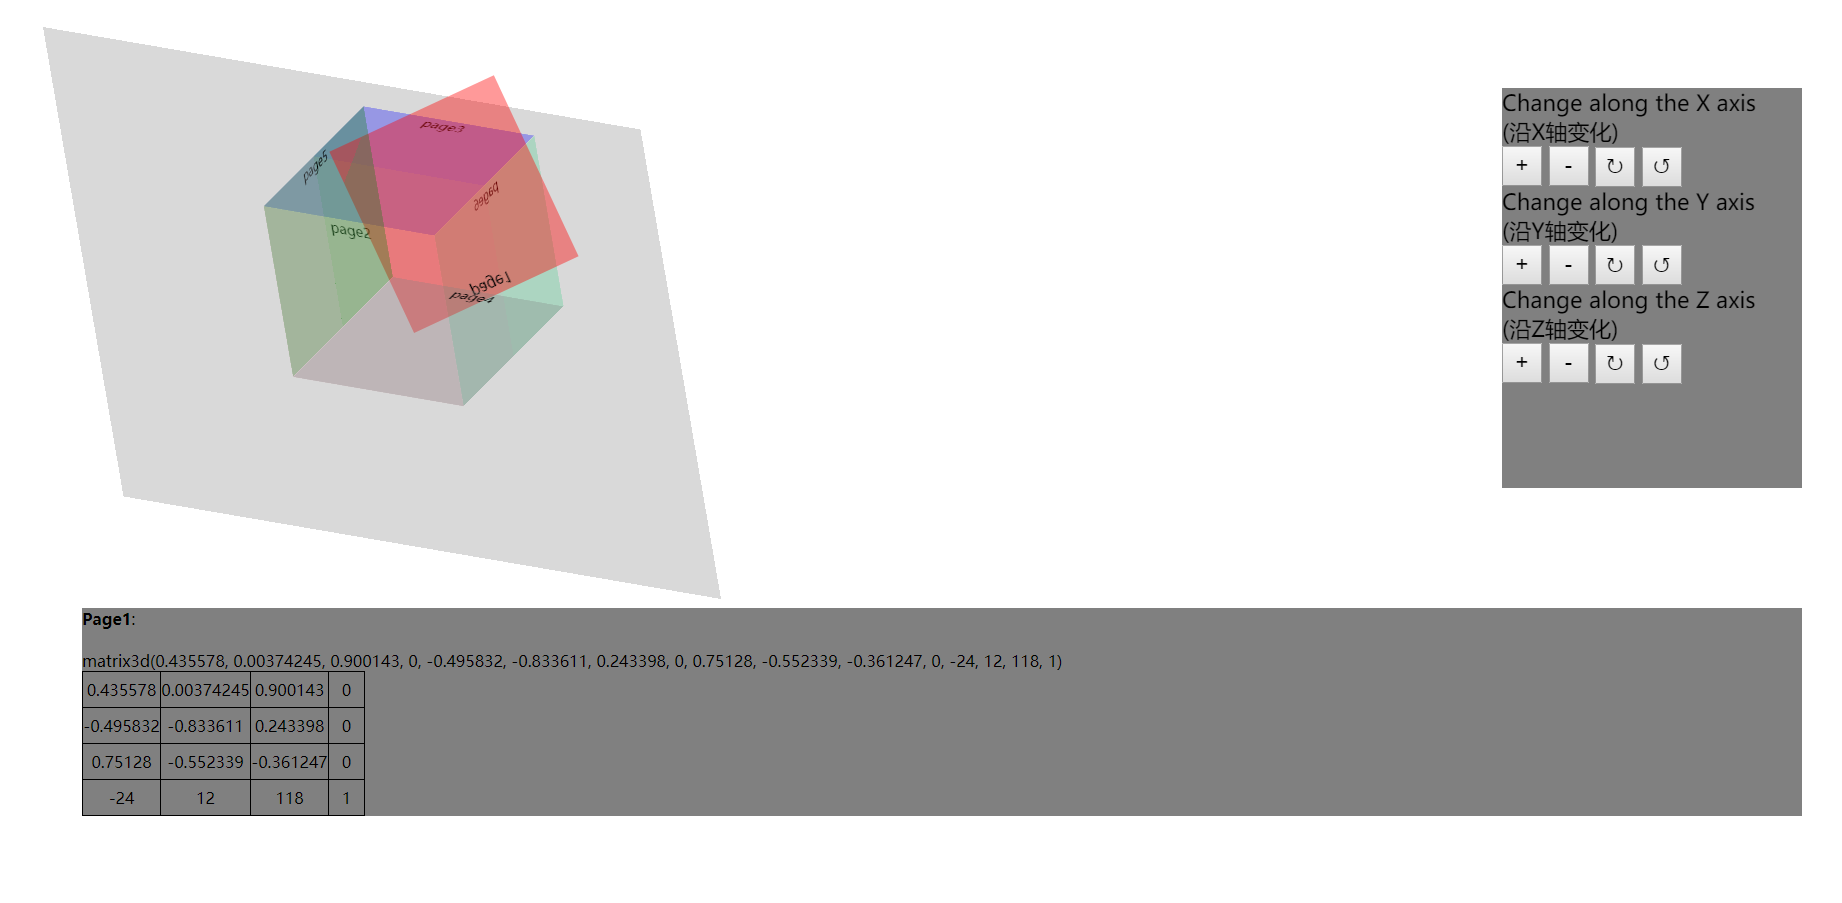 page3
page5
page6
page2
page1
page4
Change along the X axis
(沿X轴变化)
+ - ↻ ↺
Change along the Y axis
(沿Y轴变化)
+ - ↻ ↺
Change along the Z axis
(沿Z轴变化)
+ - ↻ ↺
Page1:
matrix3d(0.435578, 0.00374245, 0.900143, 0, -0.495832, -0.833611, 0.243398, 0, 0.75128, -0.552339, -0.361247, 0, -24, 12, 118, 1)
0.435578 0.00374245 0.900143 0
-0.495832 -0.833611 0.243398 0
0.75128 -0.552339 -0.361247 0
-24 12 118 1